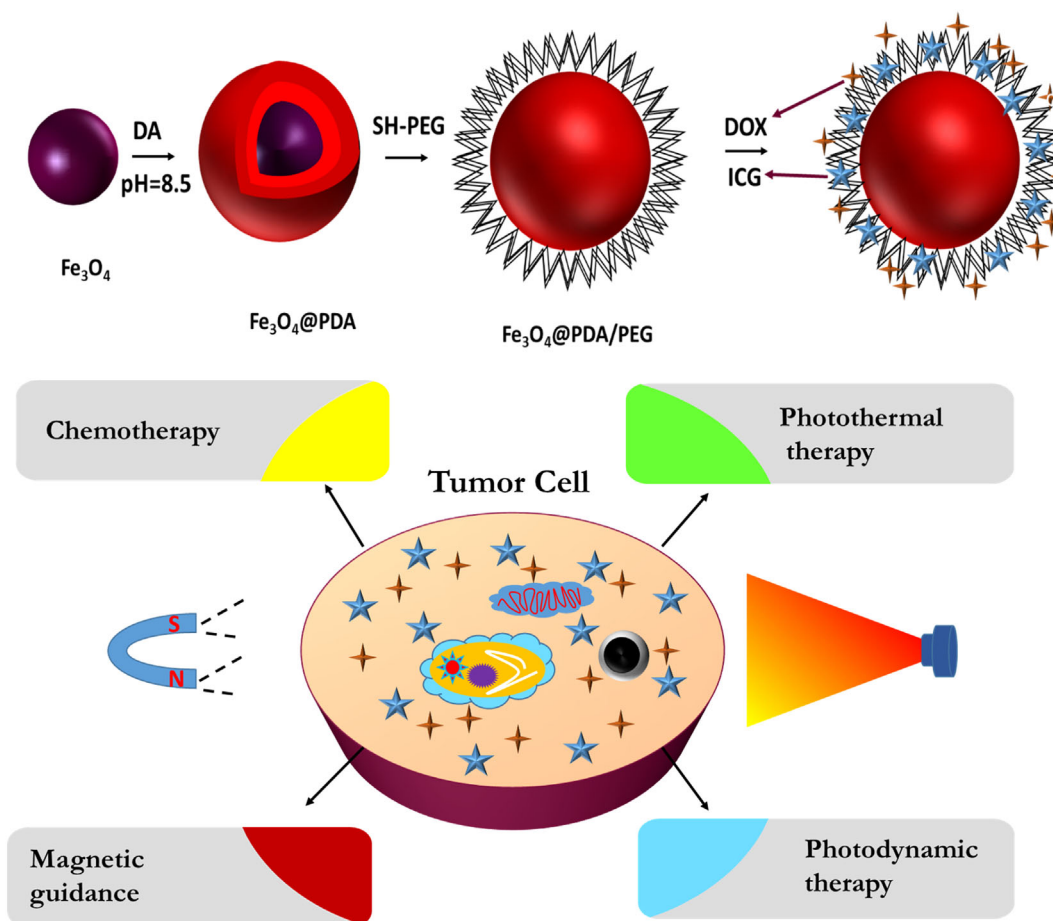 DA
pH=8.5
SH-PEG
DOX
ICG
Fe₃O₄
Fe₃O₄@PDA
Fe₃O₄@PDA/PEG
Chemotherapy
Photothermal
therapy
Tumor Cell
S
N
Magnetic
guidance
Photodynamic
therapy